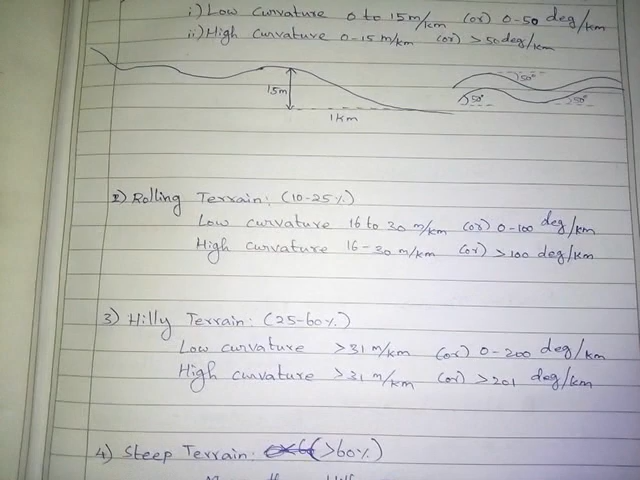 i) Low curvature 0 to 15m/km (or) 0-50 deg/km
ii) High curvature 0-15 m/km (or) >50 deg/km
15m
1km
50°
50°
50°
2) Rolling Terrain: (10-25%)
Low curvature 16 to 30 m/km (or) 0-100 deg/km
High curvature 16-30 m/km (or) >100 deg/km
3) Hilly Terrain: (25-60%)
Low curvature >31 m/km (or) 0-200 deg/km
High curvature >31 m/km (or) >201 deg/km
4) Steep Terrain: (>60%)